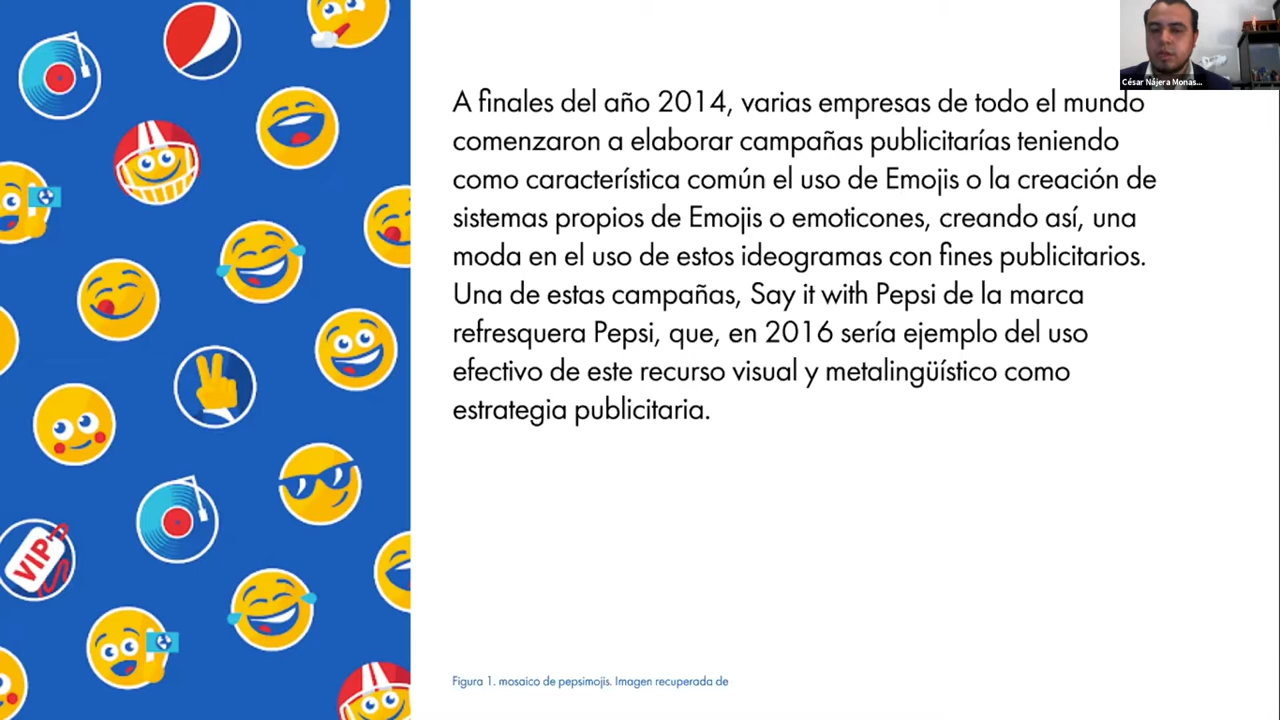 César Nájera Monas...
A finales del año 2014, varias empresas de todo el mundo
comenzaron a elaborar campañas publicitarías teniendo
como característica común el uso de Emojis o la creación de
sistemas propios de Emojis o emoticones, creando así, una
moda en el uso de estos ideogramas con fines publicitarios.
Una de estas campañas, Say it with Pepsi de la marca
refresquera Pepsi, que, en 2016 sería ejemplo del uso
efectivo de este recurso visual y metalingüístico como
estrategia publicitaria.
VIP
Figura 1. mosaico de pepsimojis. Imagen recuperada de